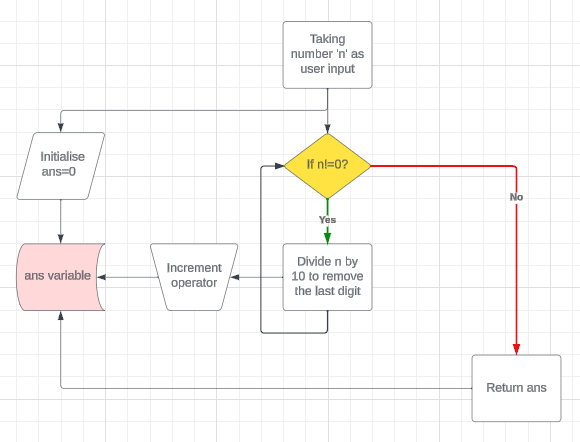 Taking
number 'n' as
user input
Initialise
ans=0
If n!=0?
No
Yes
ans variable
Increment
operator
Divide n by
10 to remove
the last digit
Return ans